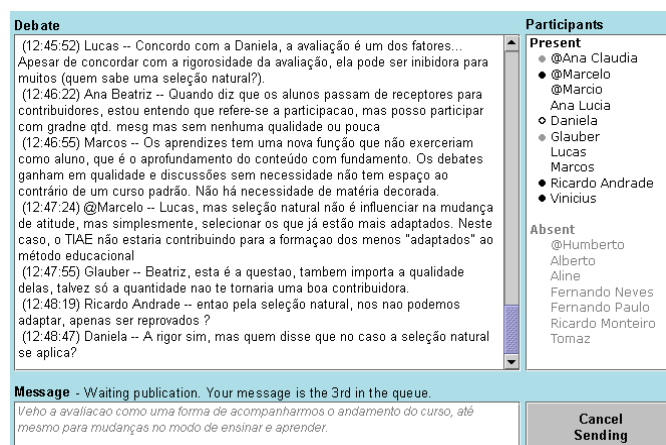 Debate
(12:45:52) Lucas -- Concordo com a Daniela, a avaliação é um dos fatores...
Apesar de concordar com a rigorosidade da avaliação, ela pode ser inibidora para
muitos (quem sabe uma seleção natural?).
(12:46:22) Ana Beatriz -- Quando diz que os alunos passam de receptores para
contribuidores, estou entendo que refere-se a participacao, mas posso participar
com gradne qtd. mesg mas sem nenhuma qualidade ou pouca
(12:46:55) Marcos -- Os aprendizes tem uma nova função que não exerceriam
como aluno, que é o aprofundamento do conteúdo com fundamento. Os debates
ganham em qualidade e discussões sem necessidade não tem espaço ao
contrário de um curso padrão. Não há necessidade de matéria decorada.
(12:47:24) @Marcelo -- Lucas, mas seleção natural não é influenciar na mudança
de atitude, mas simplesmente, selecionar os que já estão mais adaptados. Neste
caso, o TIAE não estaria contribuindo para a formaçao dos menos "adaptados" ao
método educacional
(12:47:55) Glauber -- Beatriz, esta é a questao, tambem importa a qualidade
delas, talvez só a quantidade nao te tornaria uma boa contribuidora.
(12:48:19) Ricardo Andrade -- entao pela seleção natural, nos nao podemos
adaptar, apenas ser reprovados ?
(12:48:47) Daniela -- A rigor sim, mas quem disse que no caso a seleção natural
se aplica?
Participants
Present
@Ana Claudia
@Marcelo
@Marcio
Ana Lucia
Daniela
Glauber
Lucas
Marcos
Ricardo Andrade
Vinicius
Absent
@Humberto
Alberto
Aline
Fernando Neves
Fernando Paulo
Ricardo Monteiro
Tomaz
Message - Waiting publication. Your message is the 3rd in the queue.
Veho a avaliacao como uma forma de acompanharmos o andamento do curso, até
mesmo para mudanças no modo de ensinar e aprender.
Cancel
Sending